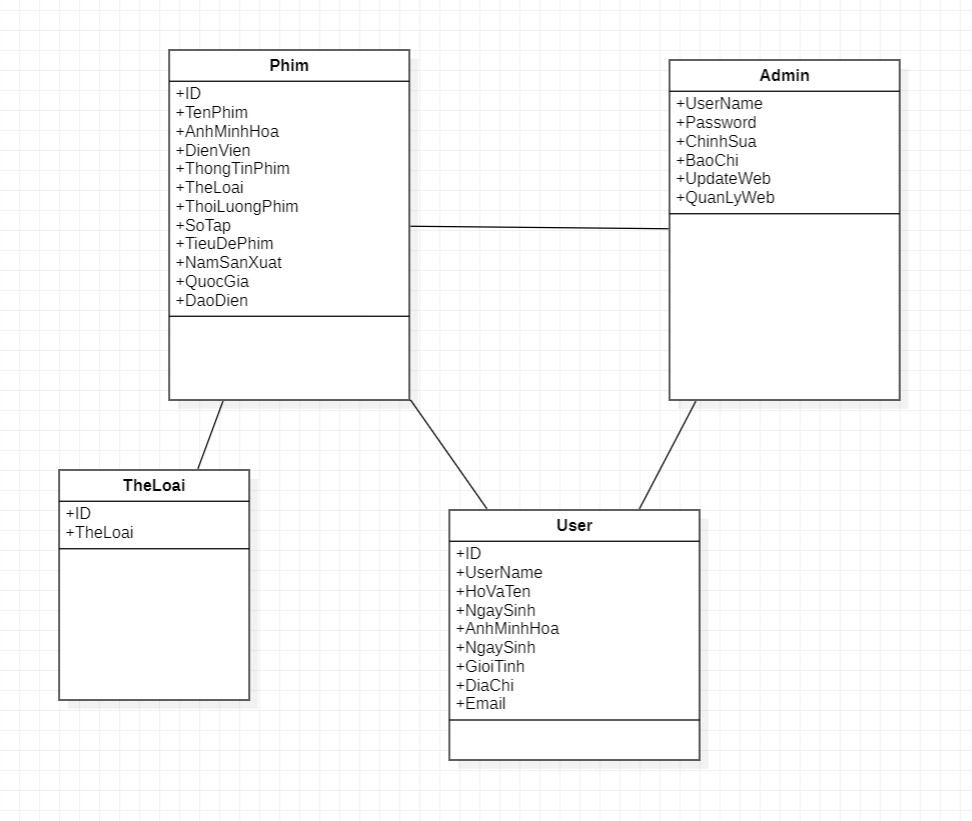 Phim
+ID
+TenPhim
+AnhMinhHoa
+DienVien
+ThongTinPhim
+TheLoai
+ThoiLuongPhim
+SoTap
+TieuDePhim
+NamSanXuat
+QuocGia
+DaoDien
Admin
+UserName
+Password
+ChinhSua
+BaoChi
+UpdateWeb
+QuanLyWeb
TheLoai
+ID
+TheLoai
User
+ID
+UserName
+HoVaTen
+NgaySinh
+AnhMinhHoa
+NgaySinh
+GioiTinh
+DiaChi
+Email